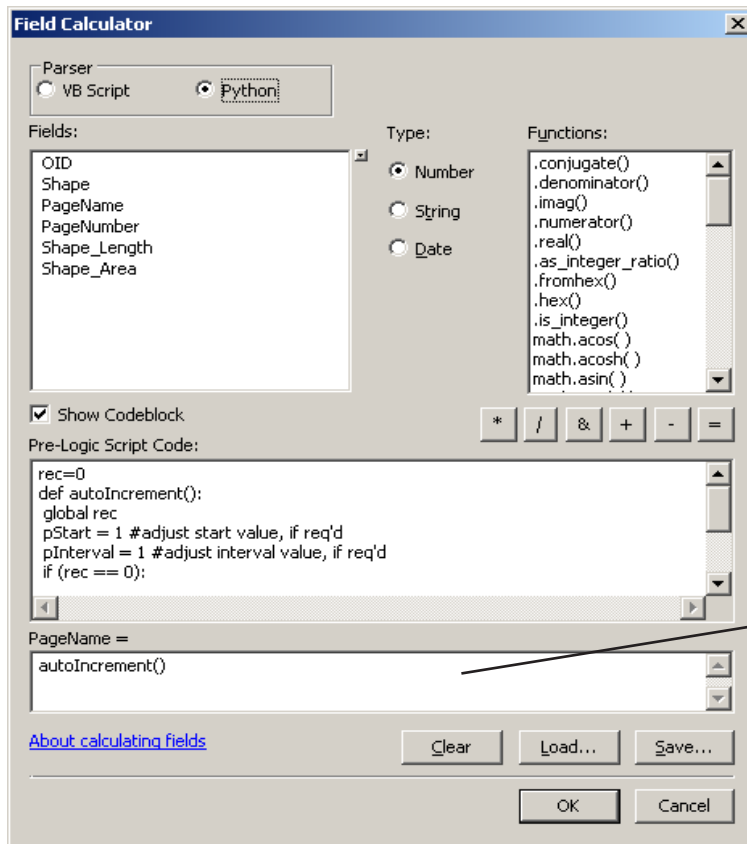 Field Calculator
Parser
VB Script
Python
Fields:
OID
Shape
PageName
PageNumber
Shape_Length
Shape_Area
Type:
Number
String
Date
Functions:
.conjugate()
.denominator()
.imag()
.numerator()
.real()
.as_integer_ratio()
.fromhex()
.hex()
.is_integer()
math.acos( )
math.acosh( )
math.asin( )
Show Codeblock
* / & + - =
Pre-Logic Script Code:
rec=0
def autoIncrement():
global rec
pStart = 1 #adjust start value, if req'd
pInterval = 1 #adjust interval value, if req'd
if (rec == 0):
PageName =
autoIncrement()
About calculating fields
Clear
Load...
Save...
OK
Cancel